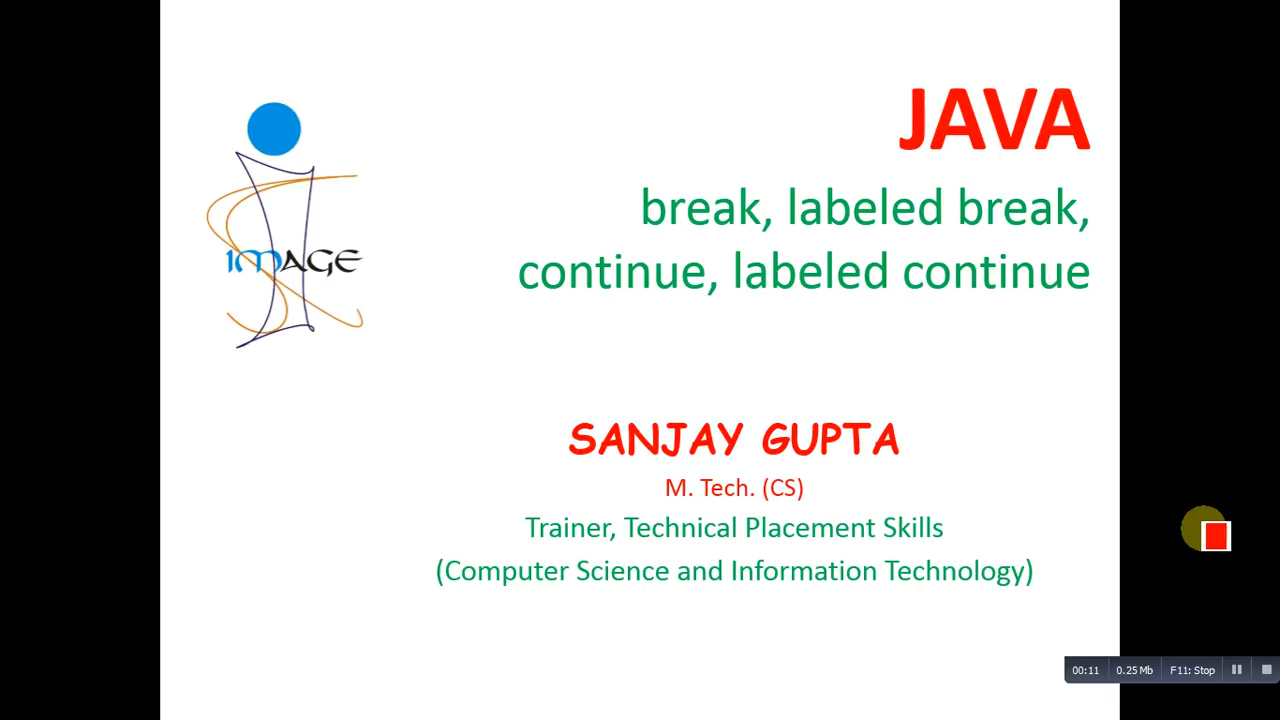 JAVA
break, labeled break,
continue, labeled continue
IMAGE
SANJAY GUPTA
M. Tech. (CS)
Trainer, Technical Placement Skills
(Computer Science and Information Technology)
00:11 0.25 Mb F11: Stop